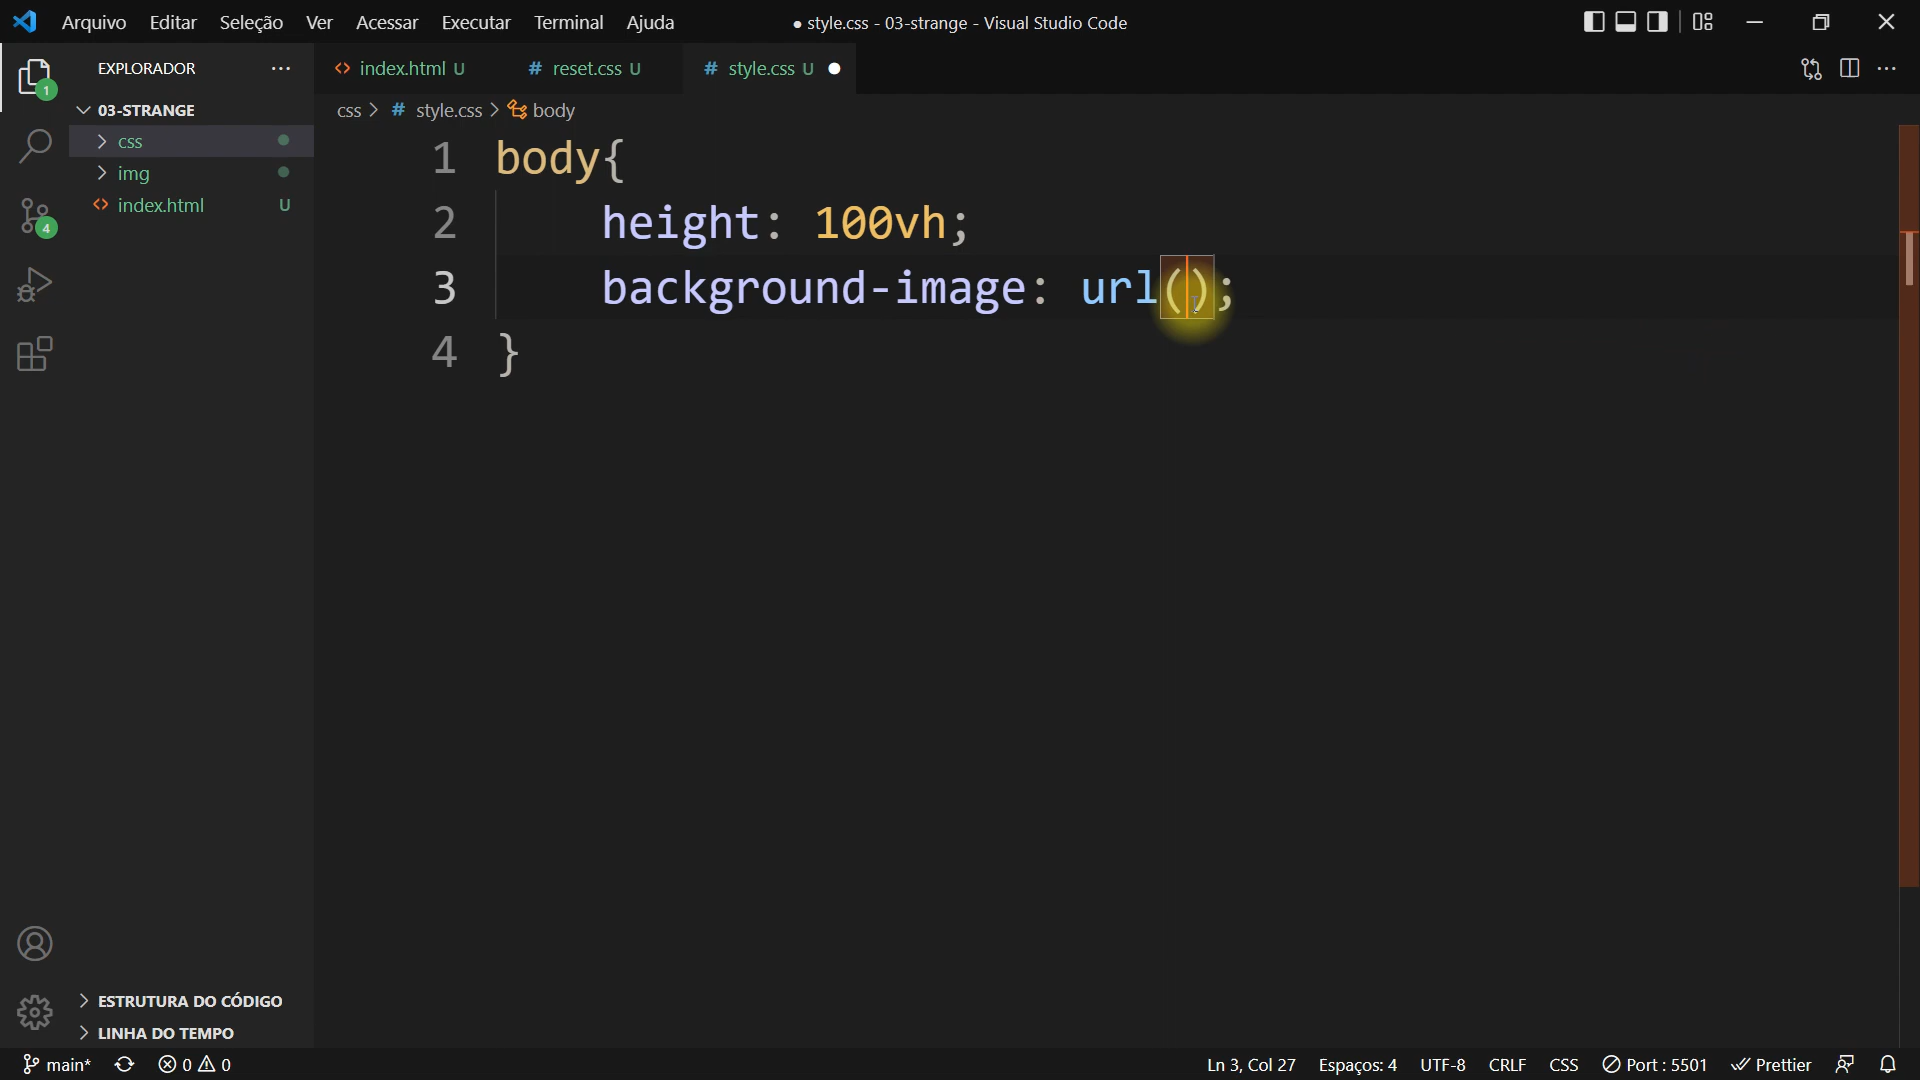 Arquivo Editar Seleção Ver Acessar Executar Terminal Ajuda
● style.css - 03-strange - Visual Studio Code
EXPLORADOR
index.html U
# reset.css U
# style.css U ●
1
03-STRANGE
css > # style.css > body
css
img
index.html U
4
1 body{
2 height: 100vh;
3 background-image: url();
4 }
ESTRUTURA DO CÓDIGO
LINHA DO TEMPO
main* 0 0
Ln 3, Col 27 Espaços: 4 UTF-8 CRLF CSS Port : 5501 Prettier